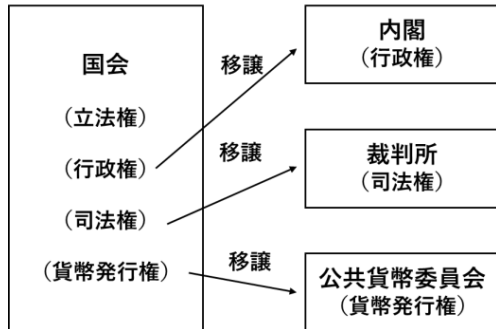 国会
（立法権）
（行政権）
（司法権）
（貨幣発行権）
移譲
移譲
移譲
内閣
（行政権）
裁判所
（司法権）
公共貨幣委員会
（貨幣発行権）